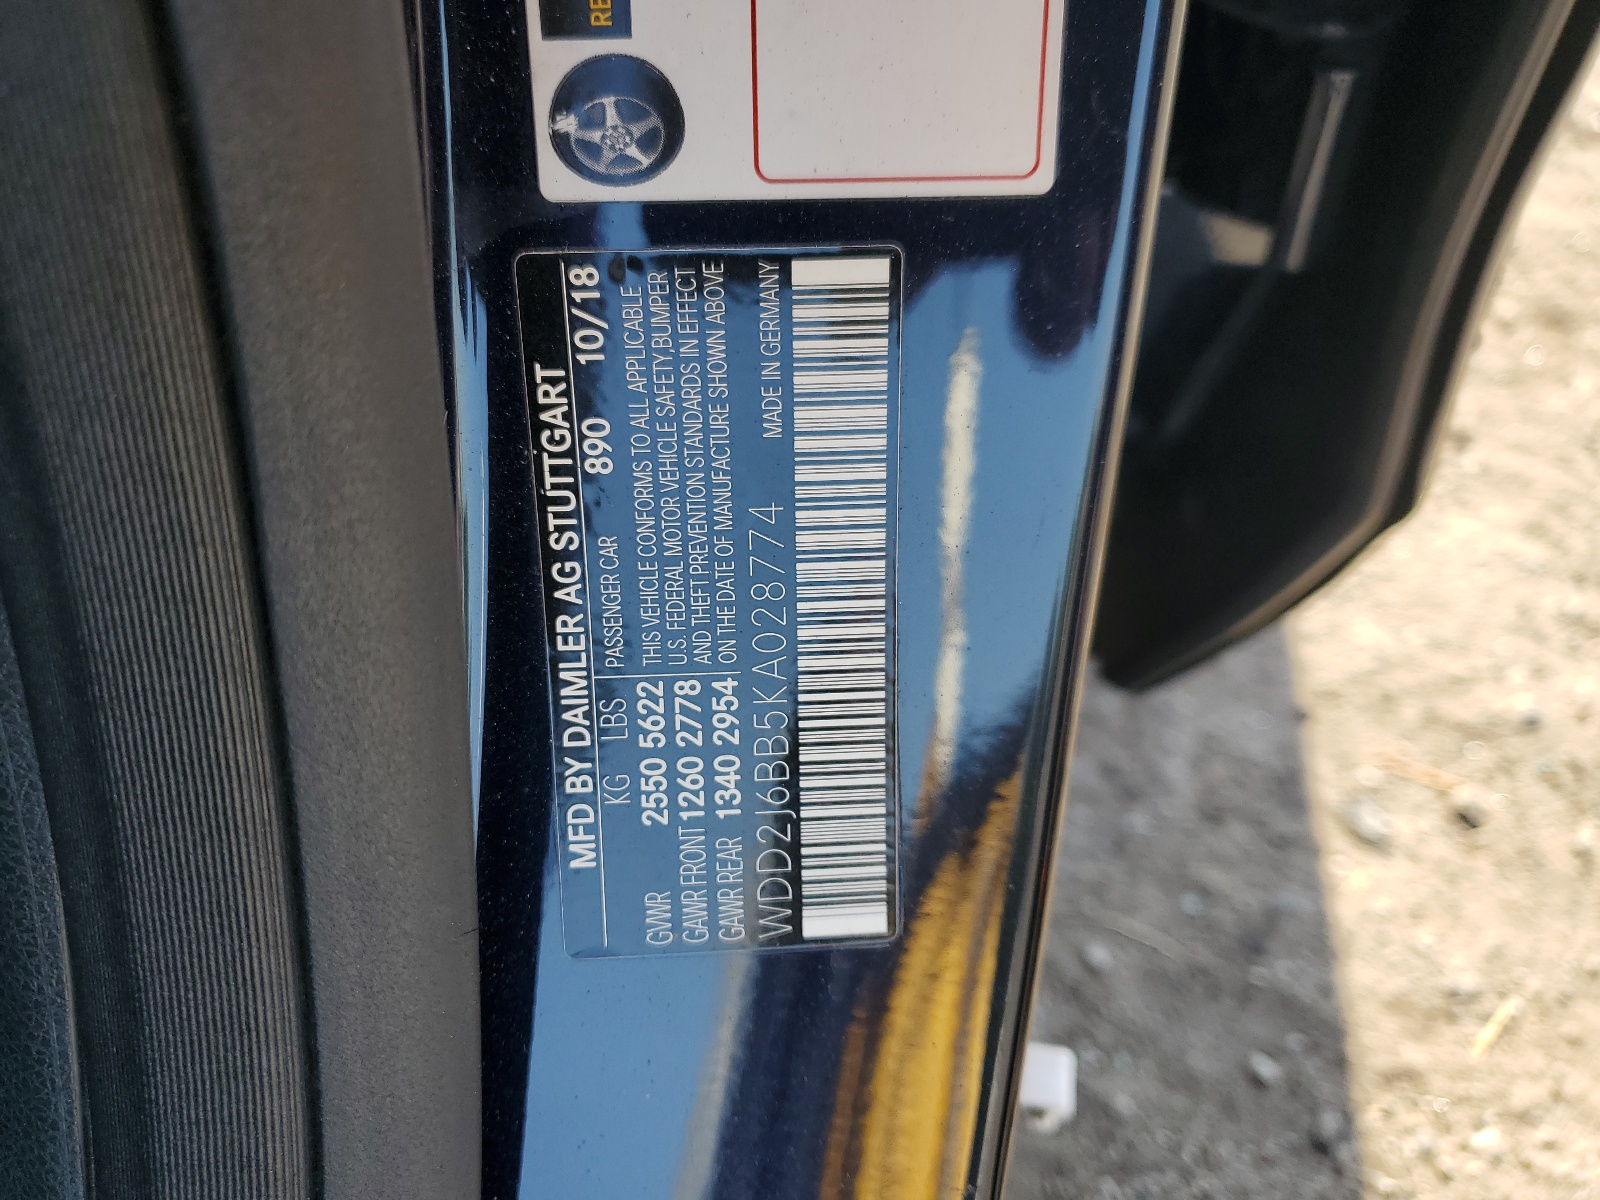 RE
MFD BY DAIMLER AG STUTTGART
KG LBS PASSENGER CAR 890 10/18
GVWR 2550 5622 THIS VEHICLE CONFORMS TO ALL APPLICABLE
GAWR FRONT 1260 2778 U.S. FEDERAL MOTOR VEHICLE SAFETY, BUMPER
AND THEFT PREVENTION STANDARDS IN EFFECT
GAWR REAR 1340 2954 ON THE DATE OF MANUFACTURE SHOWN ABOVE
WDD2J6BB5KA028774 MADE IN GERMANY